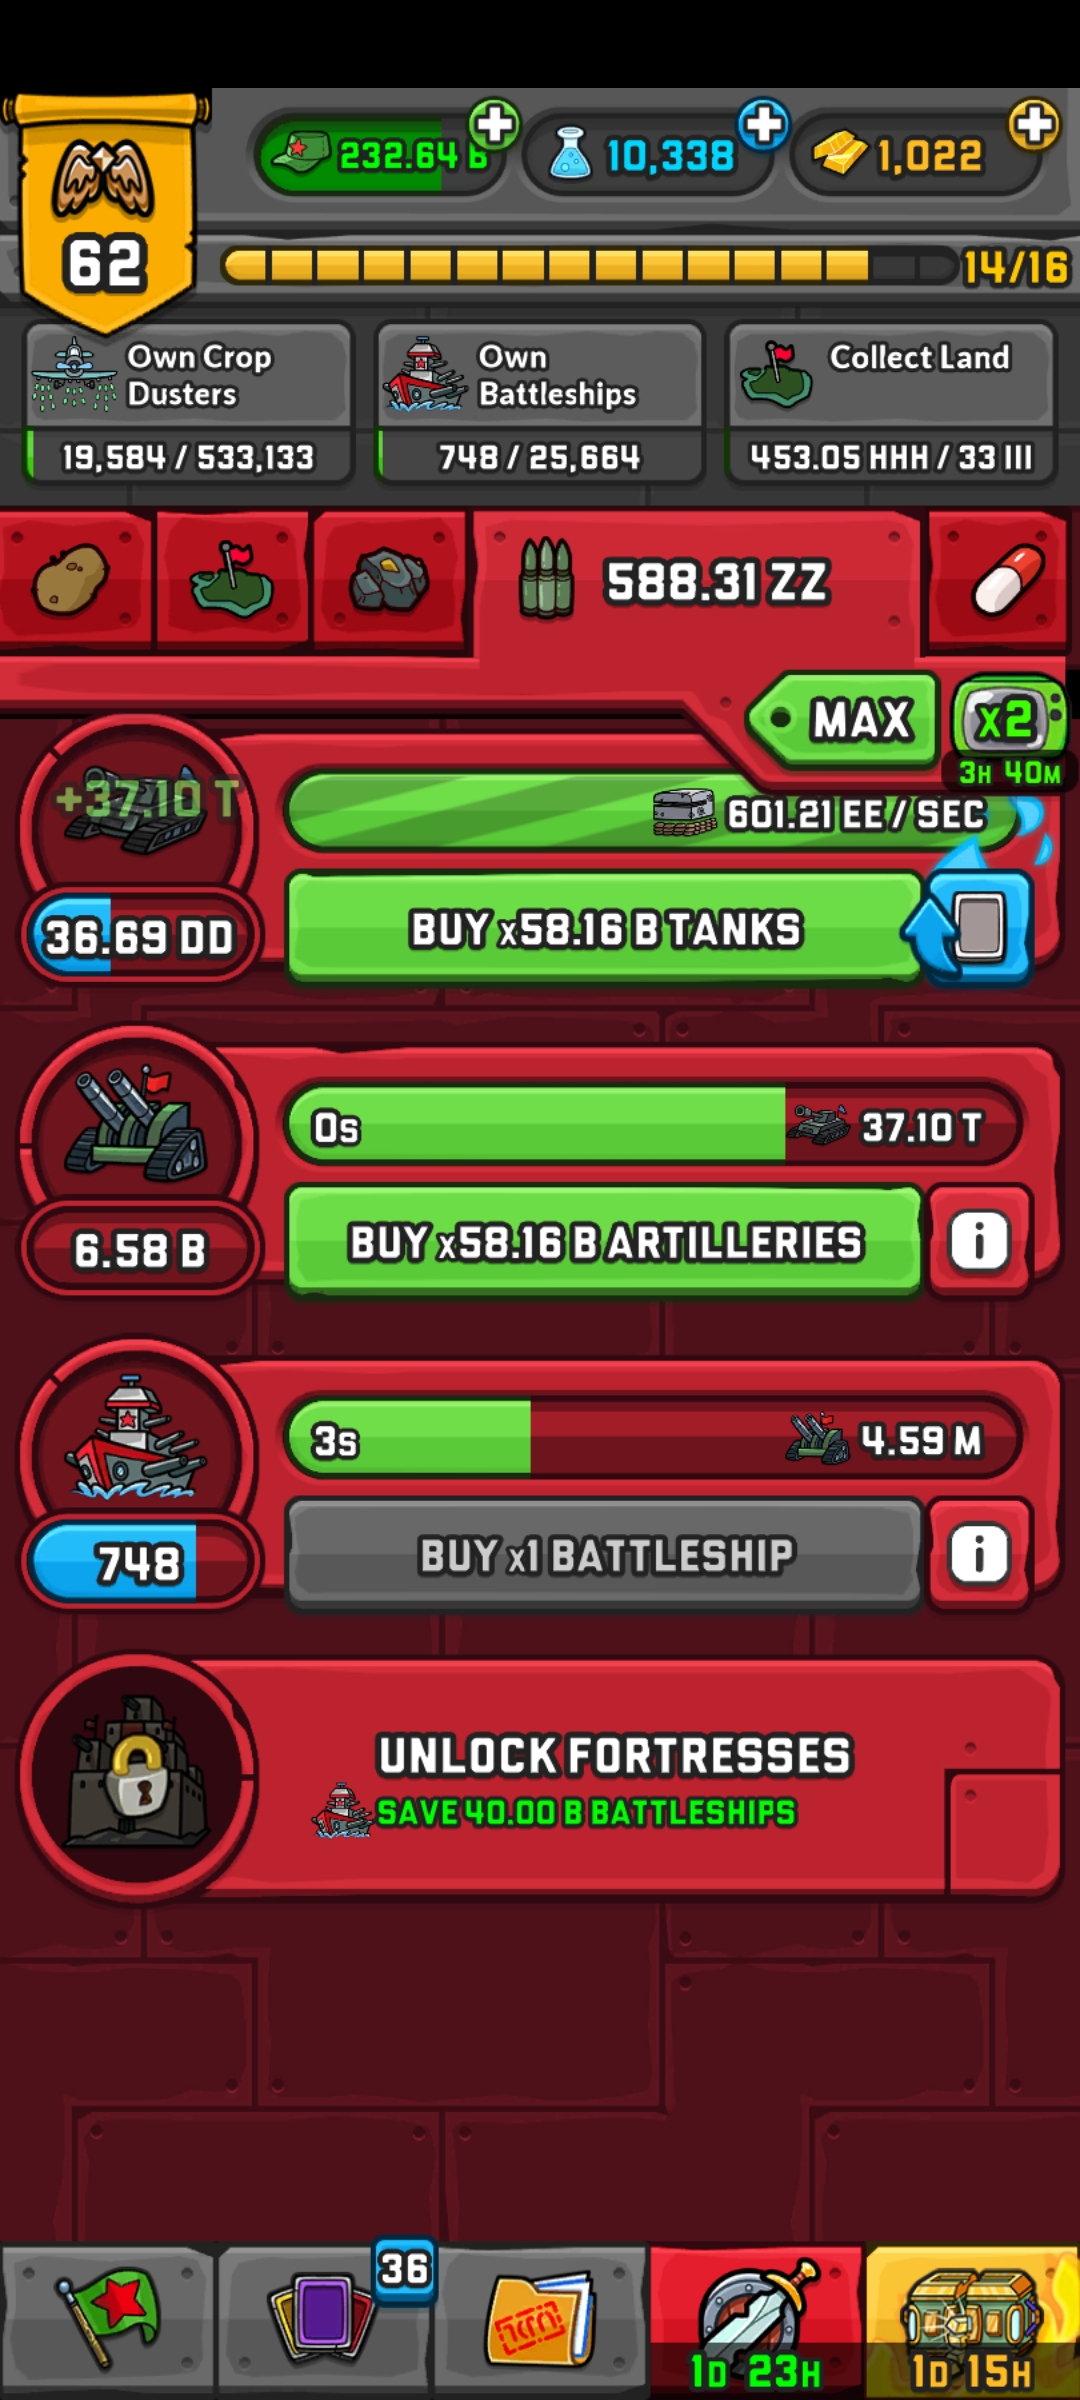 232.64 B
10,338
1,022
62
14/16
Own Crop
Dusters
19,584 / 533,133
Own
Battleships
748 / 25,664
Collect Land
453.05 HHH / 33 III
588.31 ZZ
MAX
x2
3H 40M
+37.10 T
601.21 EE / SEC
36.69 DD
BUY x58.16 B TANKS
0s
37.10 T
6.58 B
BUY x58.16 B ARTILLERIES
i
3s
4.59 M
748
BUY x1 BATTLESHIP
i
UNLOCK FORTRESSES
SAVE 40.00 B BATTLESHIPS
36
1D 23H
1D 15H